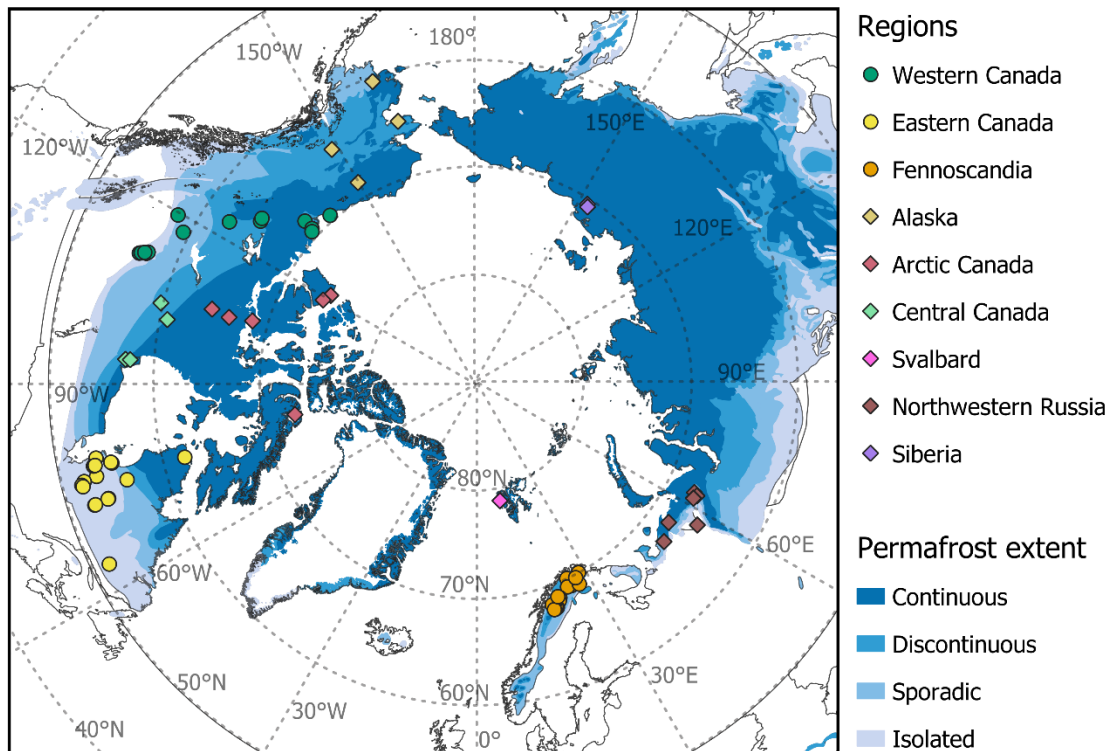 180°
150°W
150°E
120°W
120°E
90°W
90°E
80°N
60°W
60°E
70°N
50°N
30°W
60°N
30°E
40°N
0°
Regions
Western Canada
Eastern Canada
Fennoscandia
Alaska
Arctic Canada
Central Canada
Svalbard
Northwestern Russia
Siberia
Permafrost extent
Continuous
Discontinuous
Sporadic
Isolated